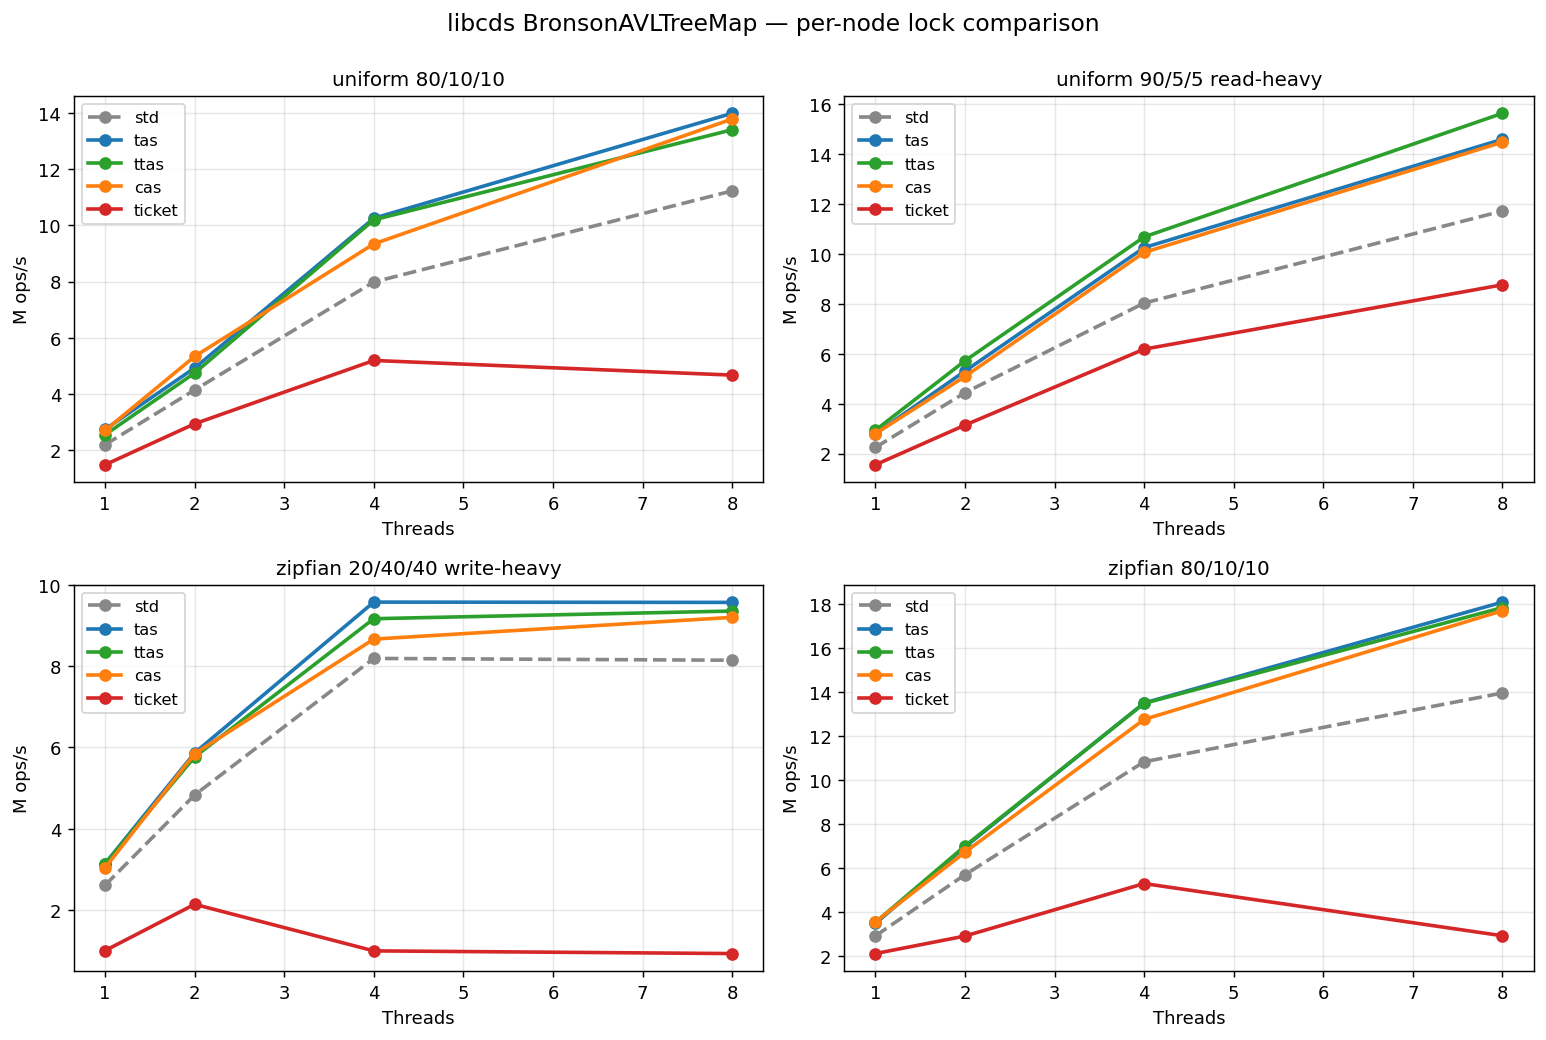 libcds BronsonAVLTreeMap — per-node lock comparison
uniform 80/10/10
14
12
10
8
6
4
2
M ops/s
std
tas
ttas
cas
ticket
1 2 3 4 5 6 7 8
Threads
uniform 90/5/5 read-heavy
16
14
12
10
8
6
4
2
M ops/s
std
tas
ttas
cas
ticket
1 2 3 4 5 6 7 8
Threads
zipfian 20/40/40 write-heavy
10
8
6
4
2
M ops/s
std
tas
ttas
cas
ticket
1 2 3 4 5 6 7 8
Threads
zipfian 80/10/10
18
16
14
12
10
8
6
4
2
M ops/s
std
tas
ttas
cas
ticket
1 2 3 4 5 6 7 8
Threads